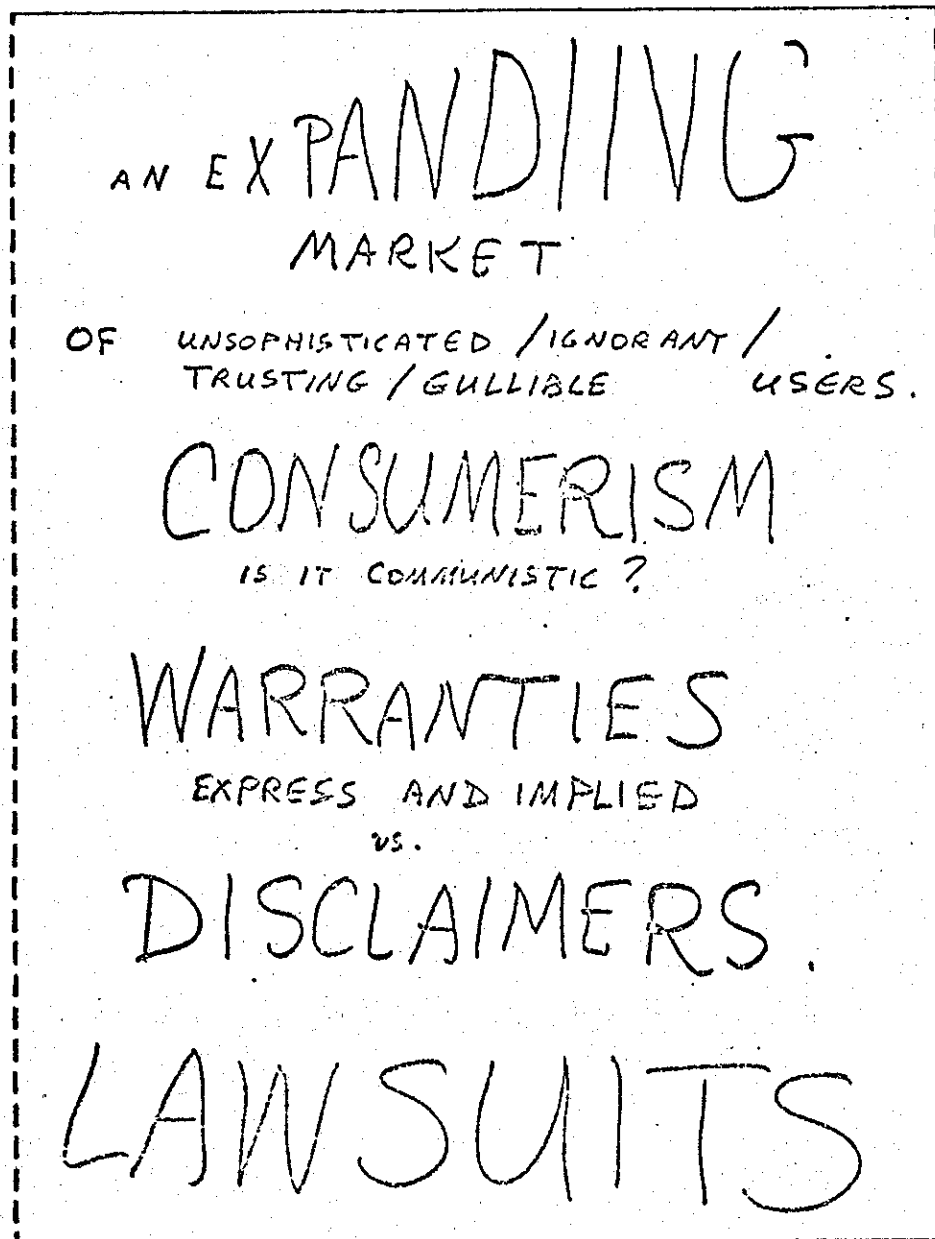 AN EXPANDING
MARKET
OF UNSOPHISTICATED / IGNORANT /
TRUSTING / GULLIBLE USERS.
CONSUMERISM
IS IT COMMUNISTIC ?
WARRANTIES
EXPRESS AND IMPLIED
vs.
DISCLAIMERS.
LAWSUITS